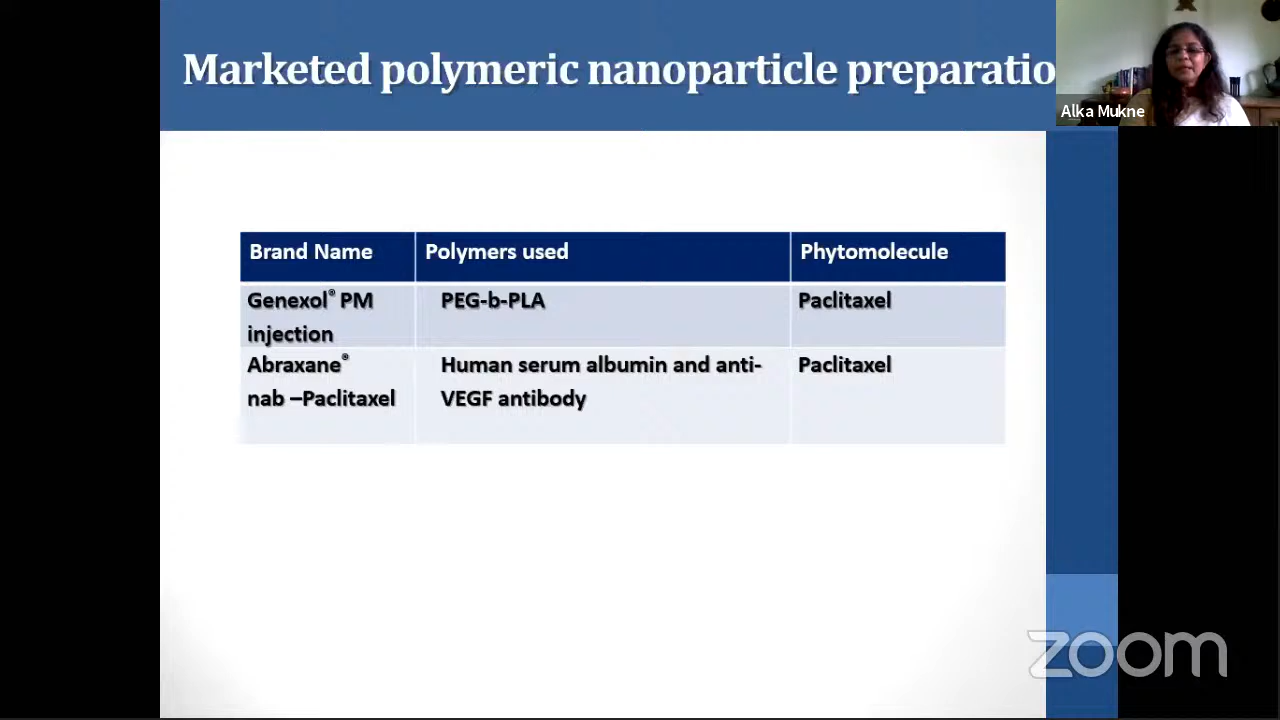 Marketed polymeric nanoparticle preparatio
Alka Mukne
Brand Name
Polymers used
Phytomolecule
Genexol® PM
injection
PEG-b-PLA
Paclitaxel
Abraxane®
nab –Paclitaxel
Human serum albumin and anti-
VEGF antibody
Paclitaxel
zoom